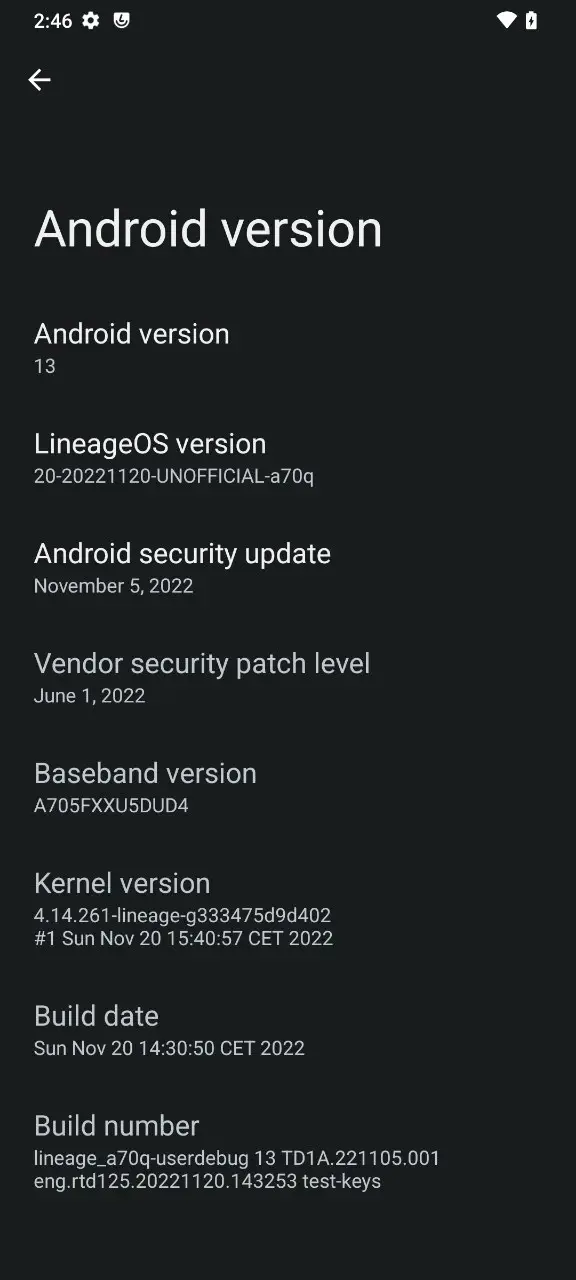 2:46
Android version
Android version
13
LineageOS version
20-20221120-UNOFFICIAL-a70q
Android security update
November 5, 2022
Vendor security patch level
June 1, 2022
Baseband version
A705FXXU5DUD4
Kernel version
4.14.261-lineage-g333475d9d402
#1 Sun Nov 20 15:40:57 CET 2022
Build date
Sun Nov 20 14:30:50 CET 2022
Build number
lineage_a70q-userdebug 13 TD1A.221105.001
eng.rtd125.20221120.143253 test-keys